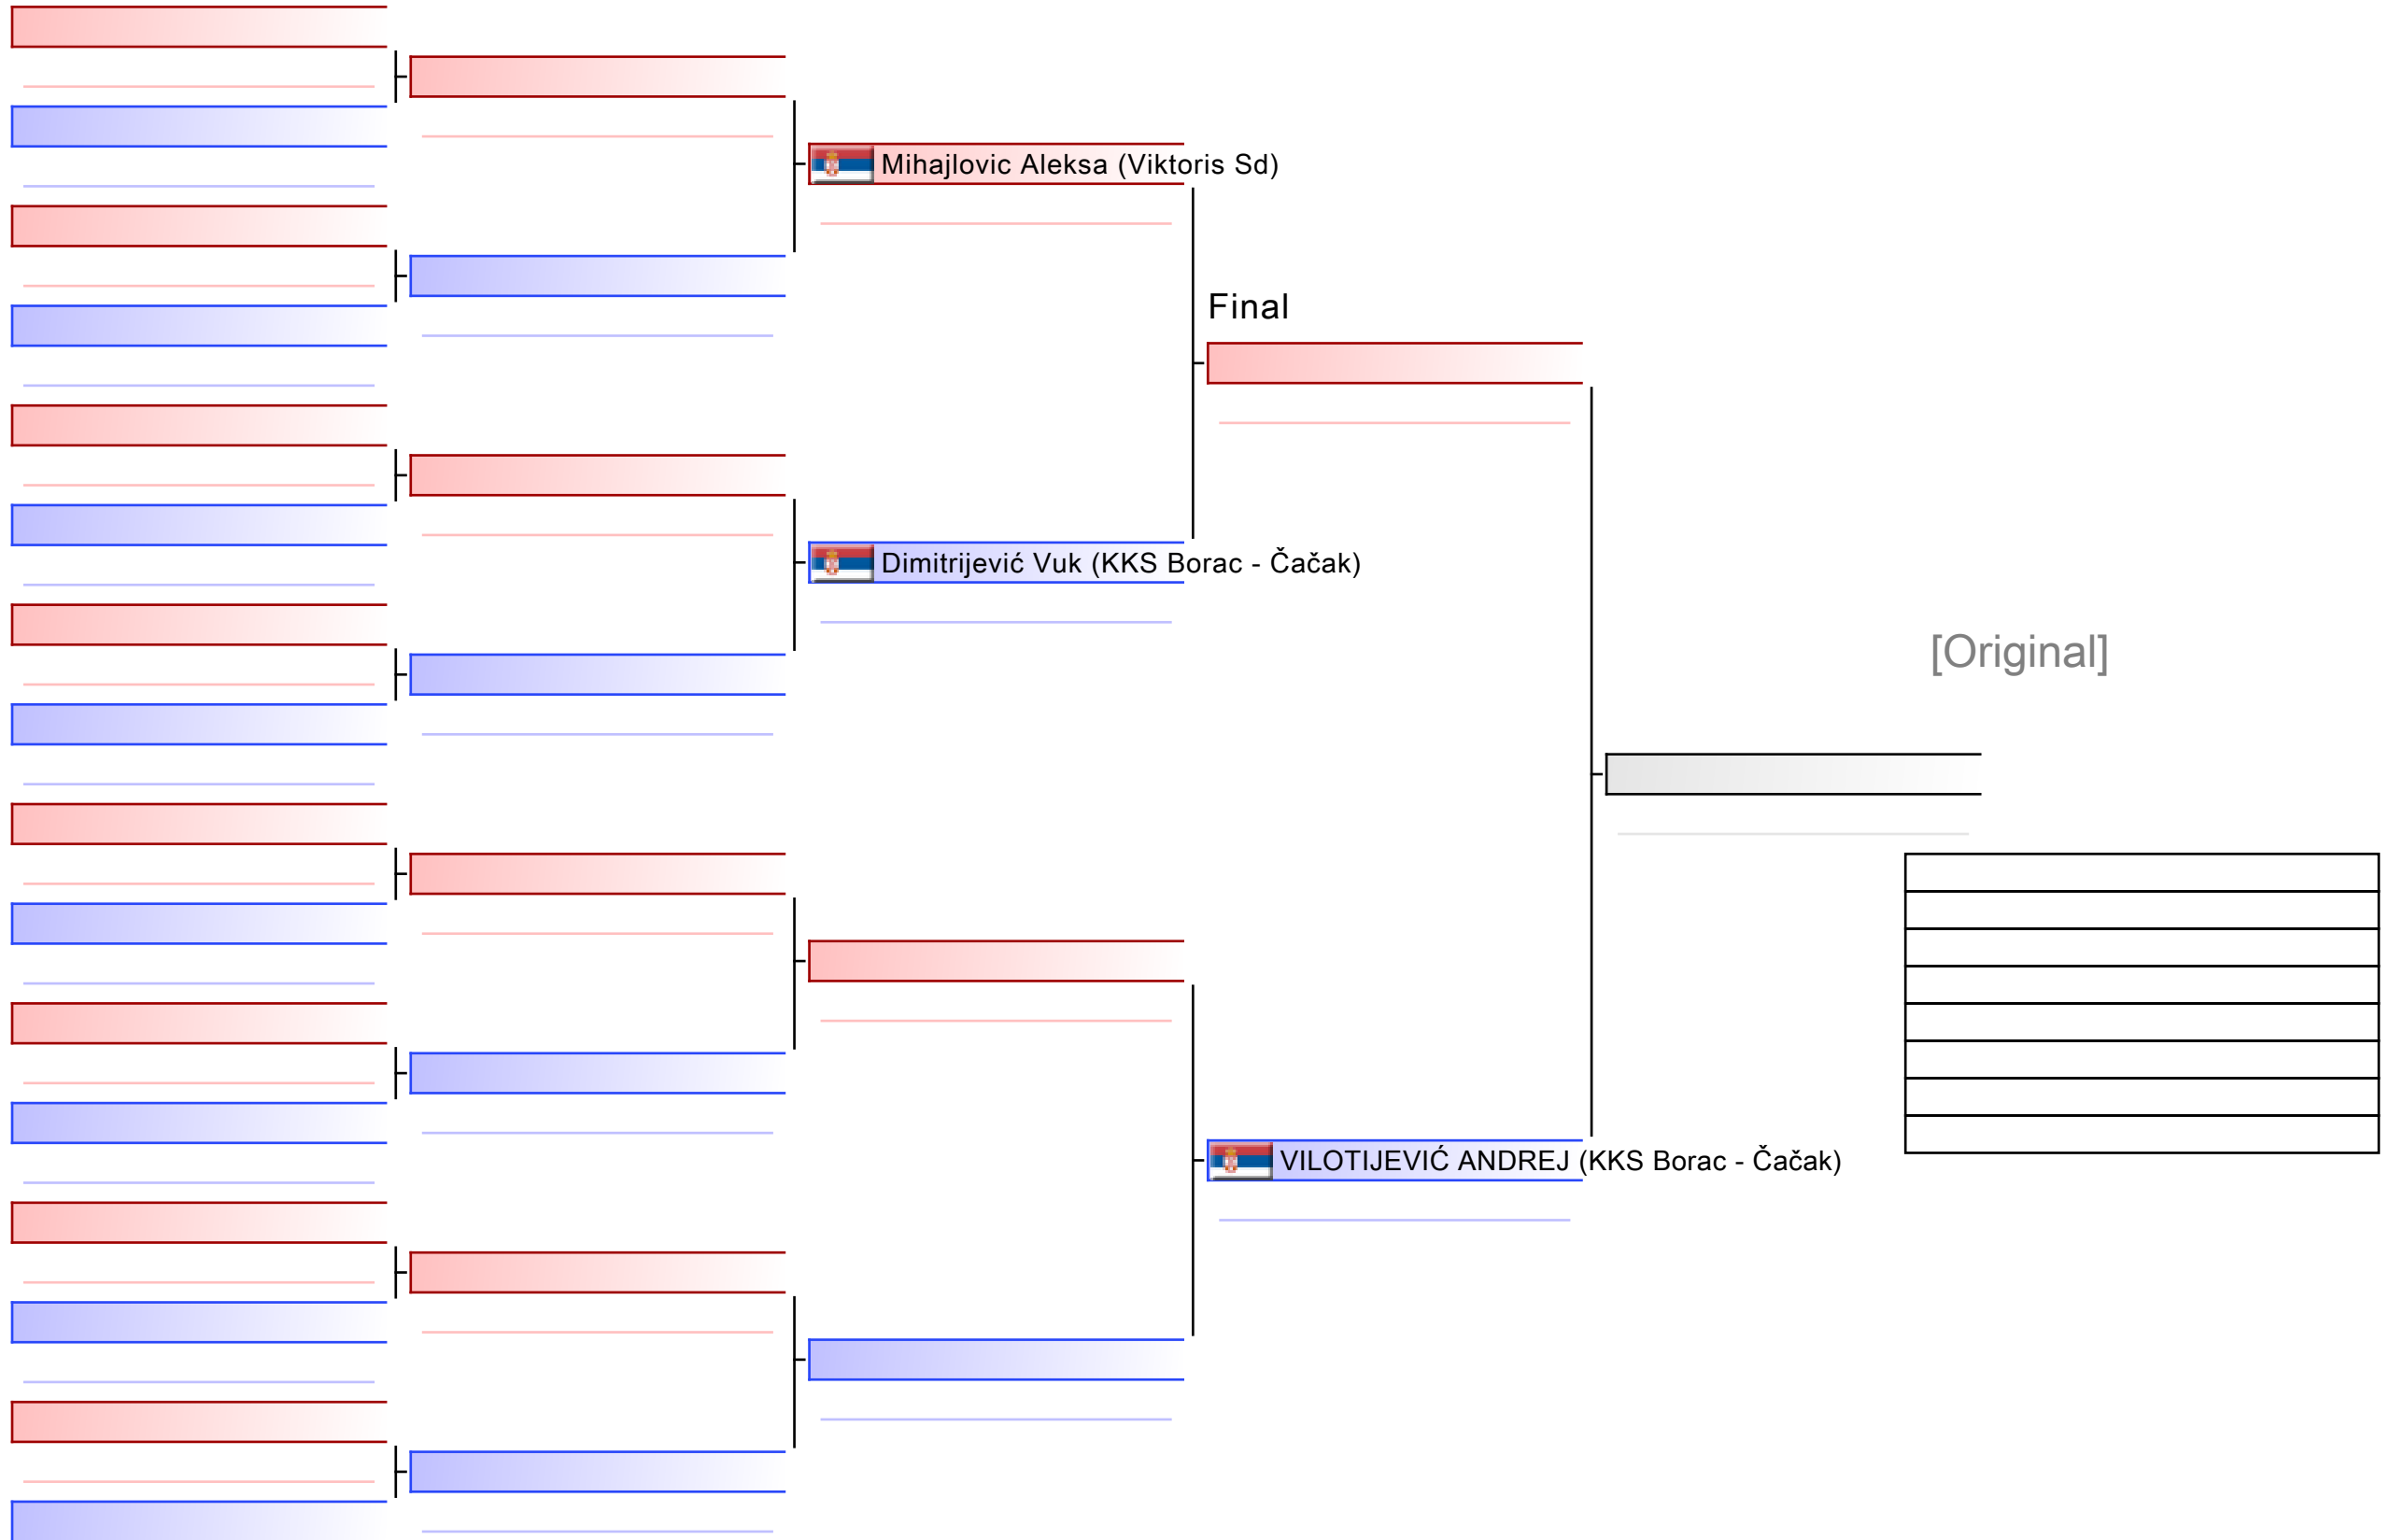 Mihajlovic Aleksa (Viktoris Sd)
Final
Dimitrijević Vuk (KKS Borac - Čačak)
[Original]
VILOTIJEVIĆ ANDREJ (KKS Borac - Čačak)